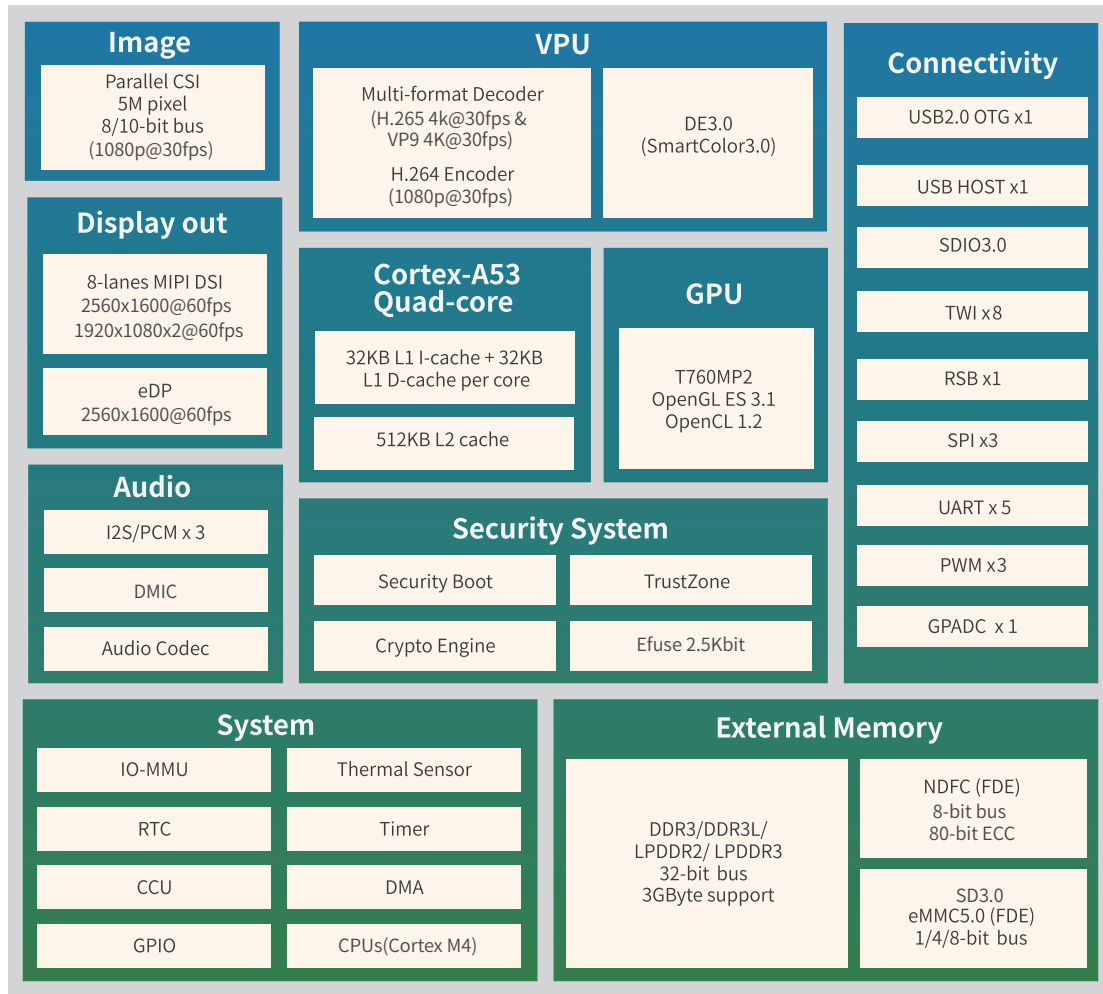 Image
Parallel CSI
5M pixel
8/10-bit bus
(1080p@30fps)
Display out
8-lanes MIPI DSI
2560x1600@60fps
1920x1080x2@60fps
eDP
2560x1600@60fps
Audio
I2S/PCM x 3
DMIC
Audio Codec
VPU
Multi-format Decoder
(H.265 4k@30fps &
VP9 4K@30fps)
H.264 Encoder
(1080p@30fps)
DE3.0
(SmartColor3.0)
Cortex-A53
Quad-core
32KB L1 I-cache + 32KB
L1 D-cache per core
512KB L2 cache
GPU
T760MP2
OpenGL ES 3.1
OpenCL 1.2
Security System
Security Boot
TrustZone
Crypto Engine
Efuse 2.5Kbit
Connectivity
USB2.0 OTG x1
USB HOST x1
SDIO3.0
TWI x8
RSB x1
SPI x3
UART x 5
PWM x3
GPADC x 1
System
IO-MMU
Thermal Sensor
RTC
Timer
CCU
DMA
GPIO
CPUs(Cortex M4)
External Memory
DDR3/DDR3L/
LPDDR2/ LPDDR3
32-bit bus
3GByte support
NDFC (FDE)
8-bit bus
80-bit ECC
SD3.0
eMMC5.0 (FDE)
1/4/8-bit bus